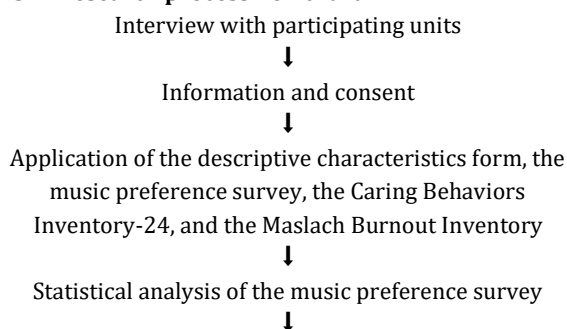 Interview with participating units
⬇
Information and consent
⬇
Application of the descriptive characteristics form, the
music preference survey, the Caring Behaviors
Inventory-24, and the Maslach Burnout Inventory
⬇
Statistical analysis of the music preference survey
⬇